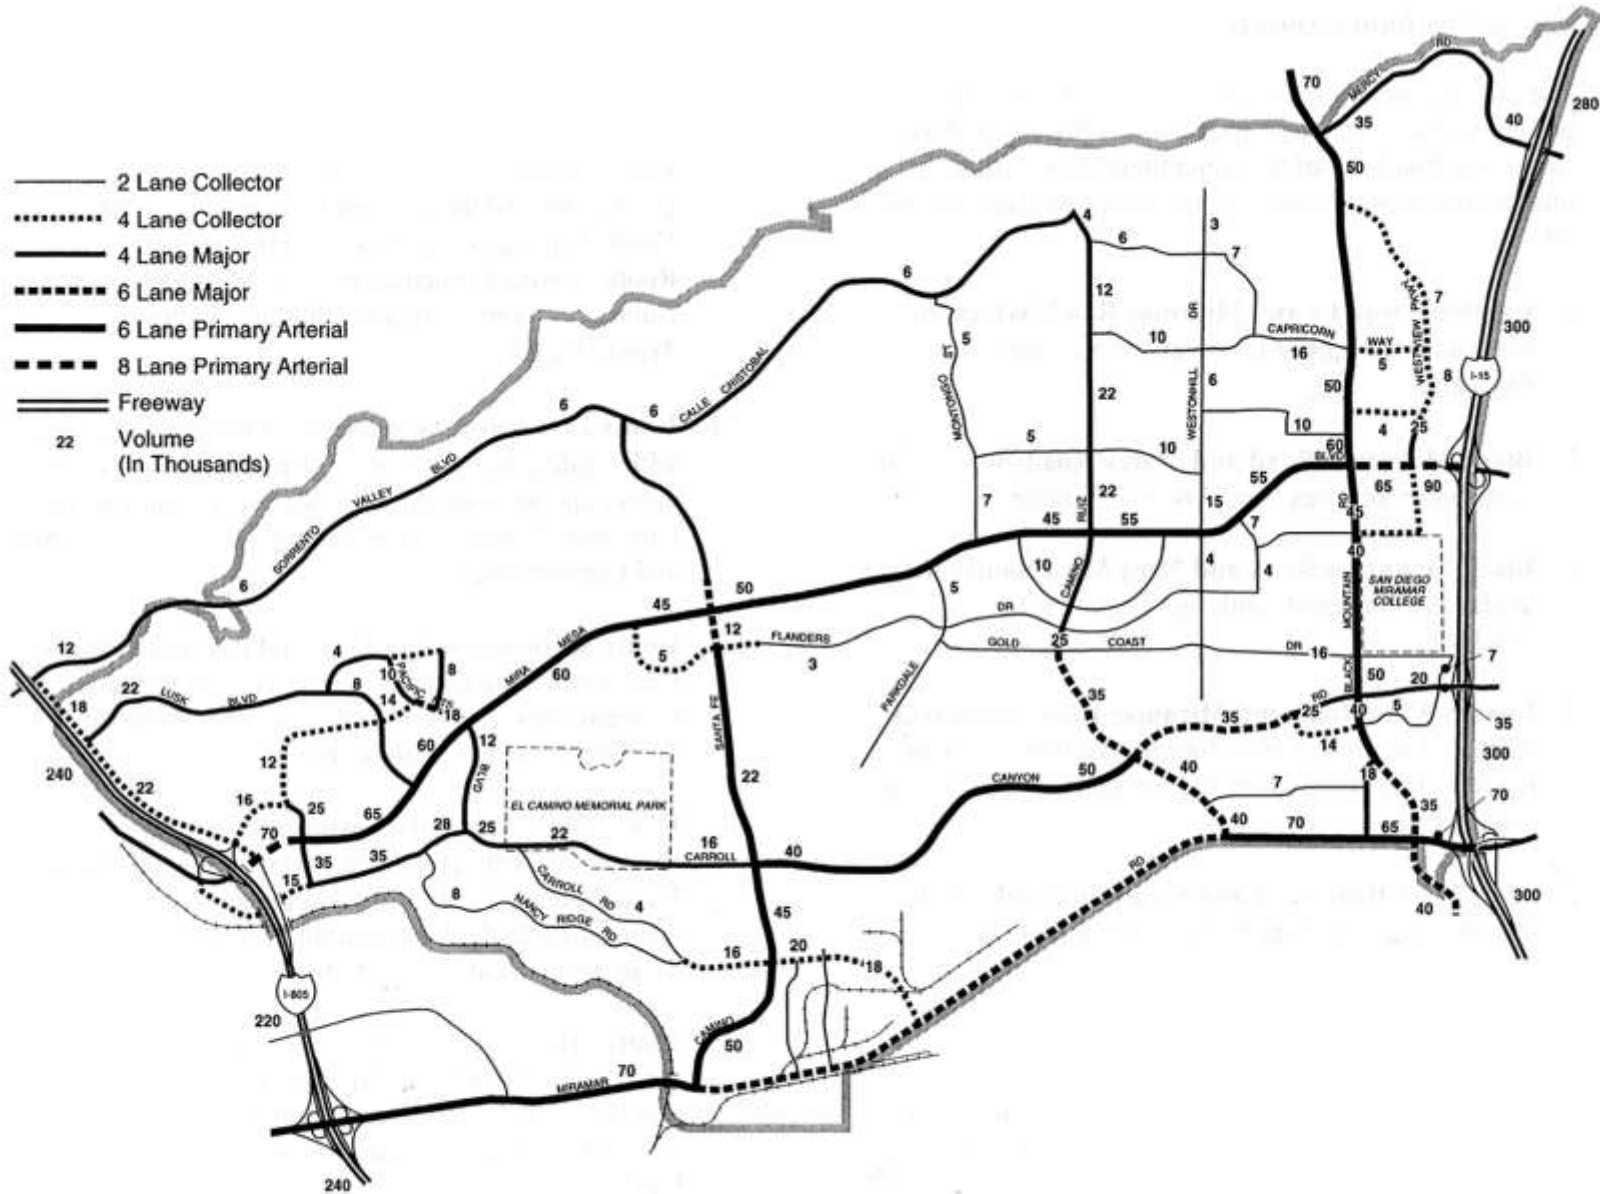 2 Lane Collector
4 Lane Collector
4 Lane Major
6 Lane Major
6 Lane Primary Arterial
8 Lane Primary Arterial
Freeway
22 Volume
(In Thousands)
70
MERCY RD
35
40
280
50
4
6
3
7
6
12
DR
7
WESTVIEW PKWY
300
I-15
5
10
CAPRICORN
16
WAY
5
8
MONTONGO ST
CALLE CRISTOBAL
6
6
22
WESTONHILL
6
50
10
4
25
5
10
60
BLVD
55
65
90
SORRENTO VALLEY BLVD
7
22
15
RD
45
RUIZ
45
55
7
40
6
50
45
10
CAMINO
5
4
4
MOUNTAIN
SAN DIEGO
MIRAMAR
COLLEGE
12
FLANDERS
3
DR
25
GOLD
COAST
DR
16
7
12
4
10
PACIFIC
8
5
MIRA MESA
60
PARKDALE
BLACK
50
20
22
LUSK
BLVD
8
14
18
18
SANTA FE
35
35
25
RD
40
5
35
60
12
BLVD
14
240
12
22
CANYON
50
40
18
300
22
16
25
EL CAMINO MEMORIAL PARK
7
35
70
70
65
28
25
22
16
CARROLL
40
40
70
65
35
35
15
RD
8
CARROLL
RD
4
NANCY RIDGE
RD
45
40
300
16
20
18
I-805
220
CAMINO
50
MIRAMAR
70
240